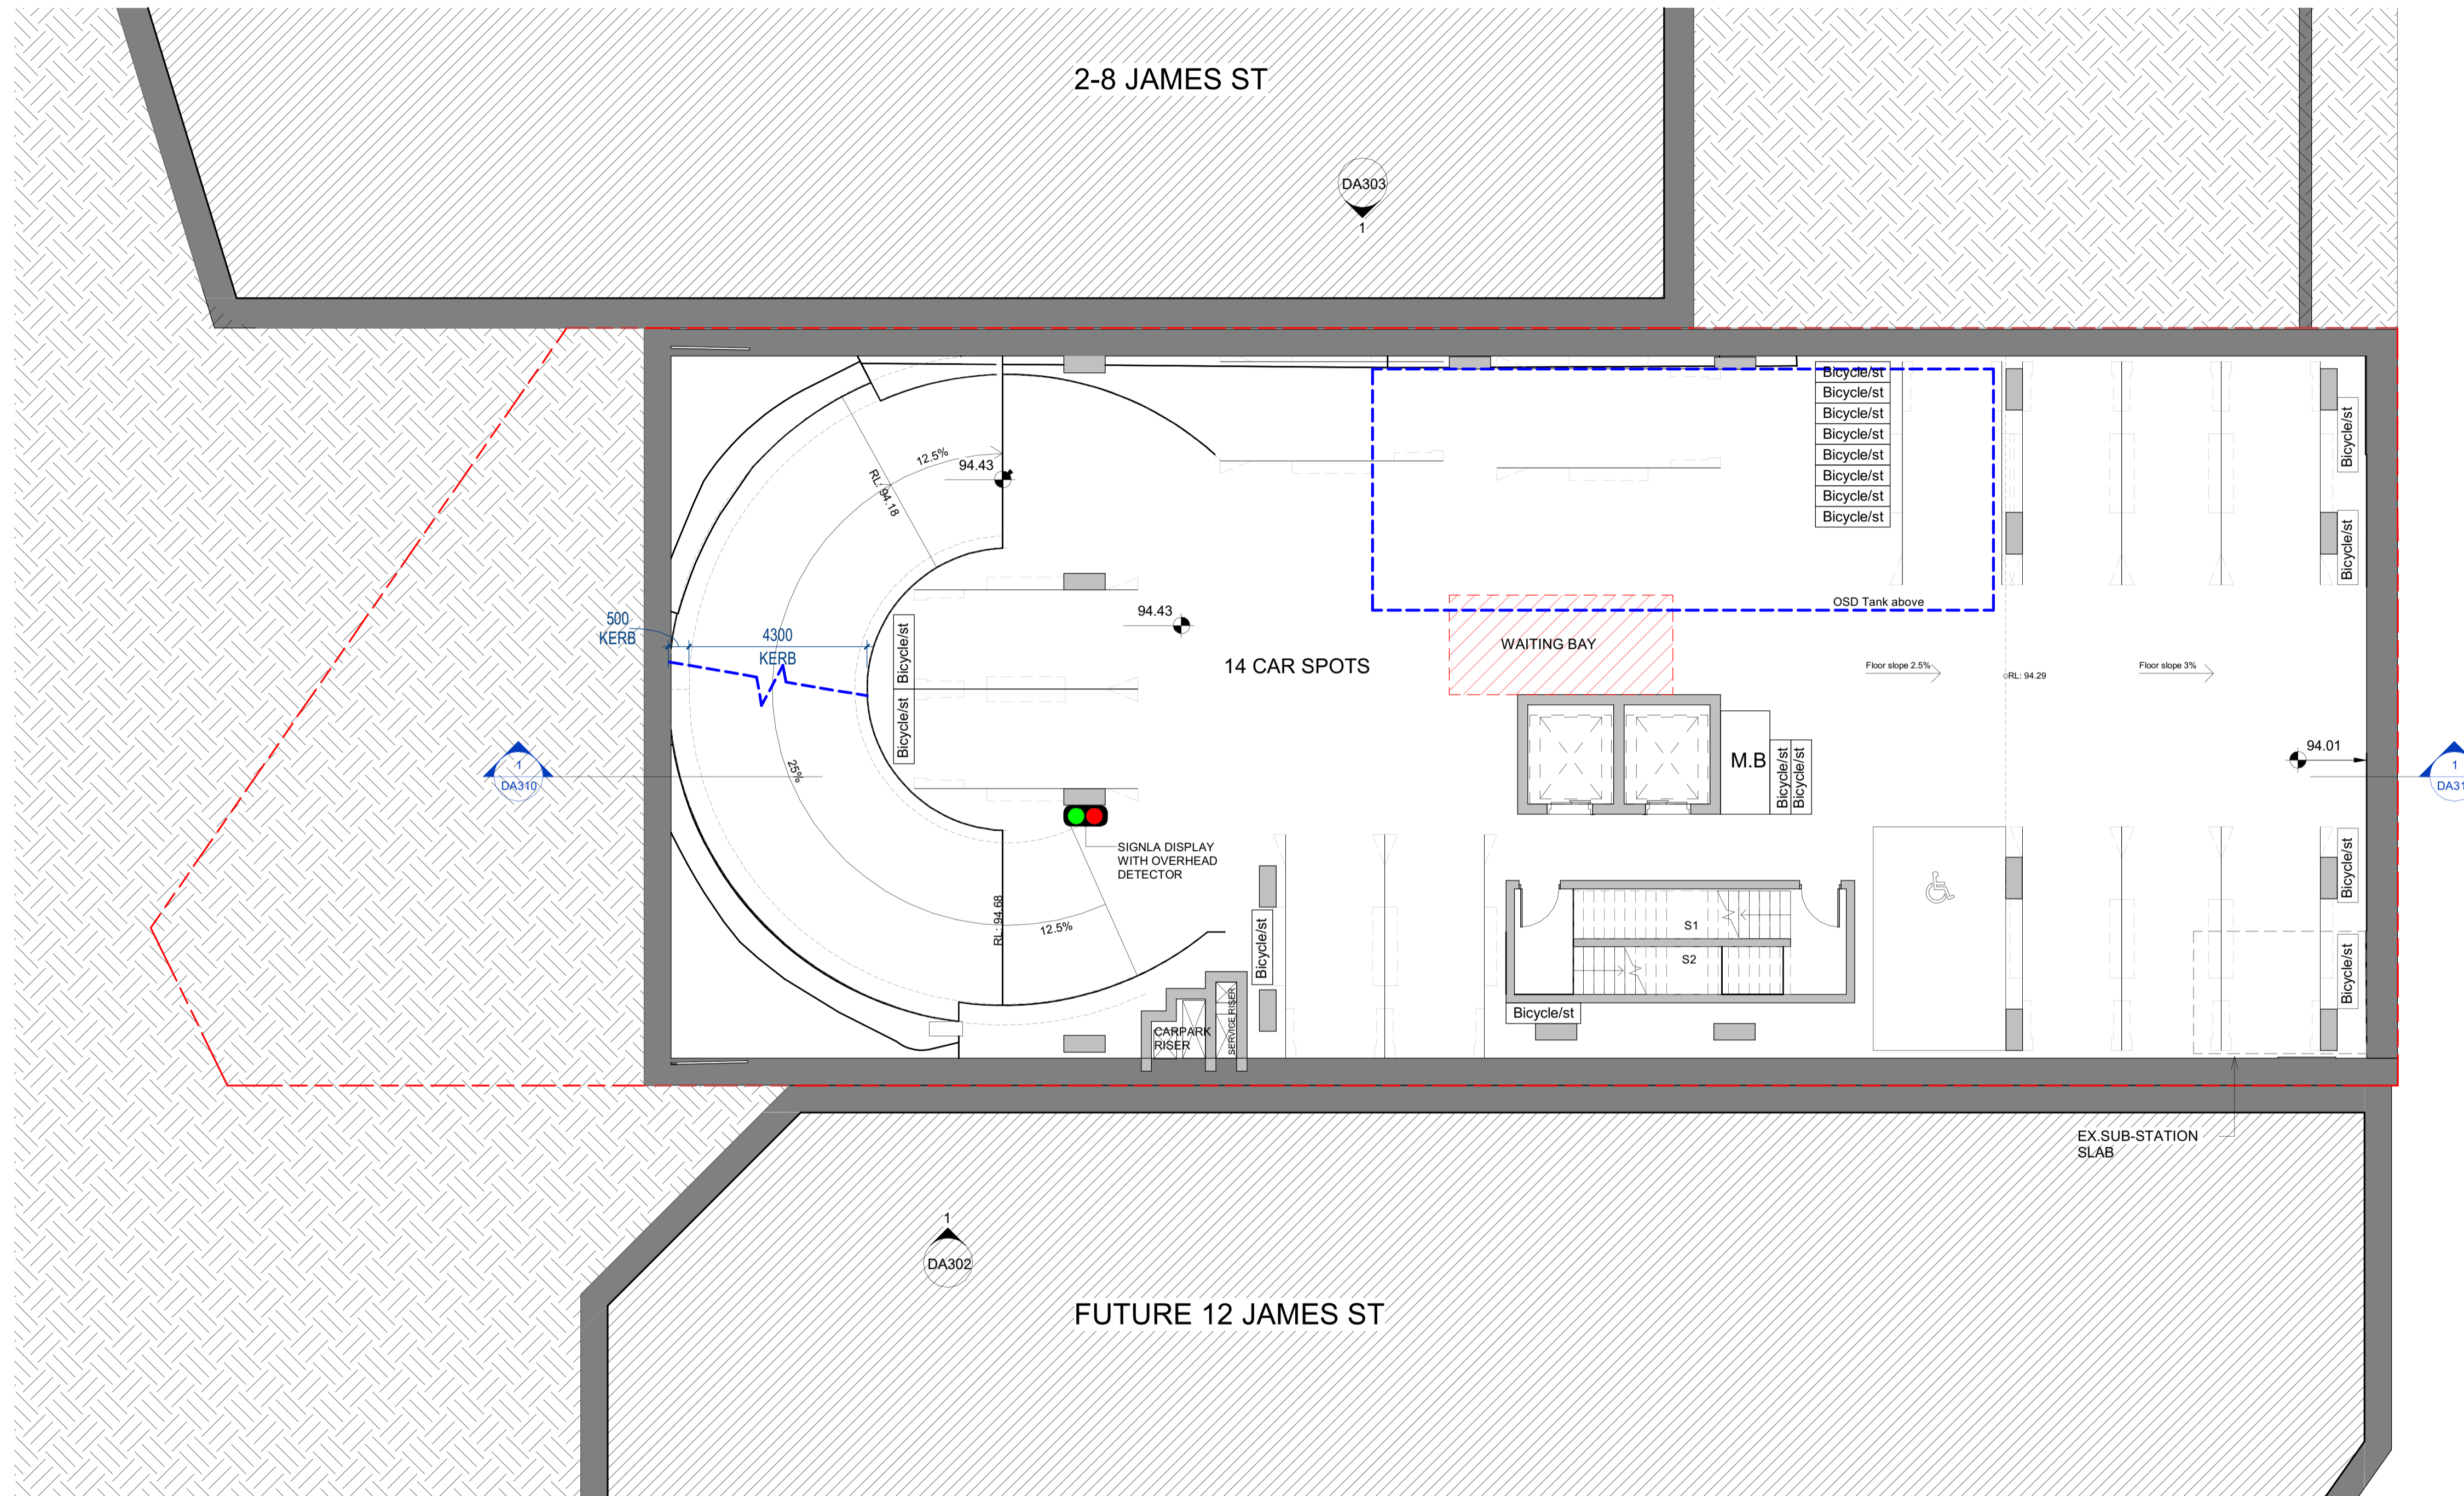 2-8 JAMES ST
DA303
1
Bicycle/st
Bicycle/st
Bicycle/st
Bicycle/st
Bicycle/st
Bicycle/st
Bicycle/st
Bicycle/st
Bicycle/st
Bicycle/st
12.5%
94.43
RL: 94.18
500
KERB
4300
KERB
94.43
14 CAR SPOTS
WAITING BAY
OSD Tank above
Floor slope 2.5%
RL: 94.29
Floor slope 3%
Bicycle/st
Bicycle/st
94.01
1
DA310
25%
M.B
Bicycle/st
Bicycle/st
1
DA31
SIGNLA DISPLAY
WITH OVERHEAD
DETECTOR
RL: 94.68
12.5%
Bicycle/st
S1
S2
Bicycle/st
Bicycle/st
Bicycle/st
CARPARK
RISER
SERVICE RISER
EX.SUB-STATION
SLAB
1
DA302
FUTURE 12 JAMES ST